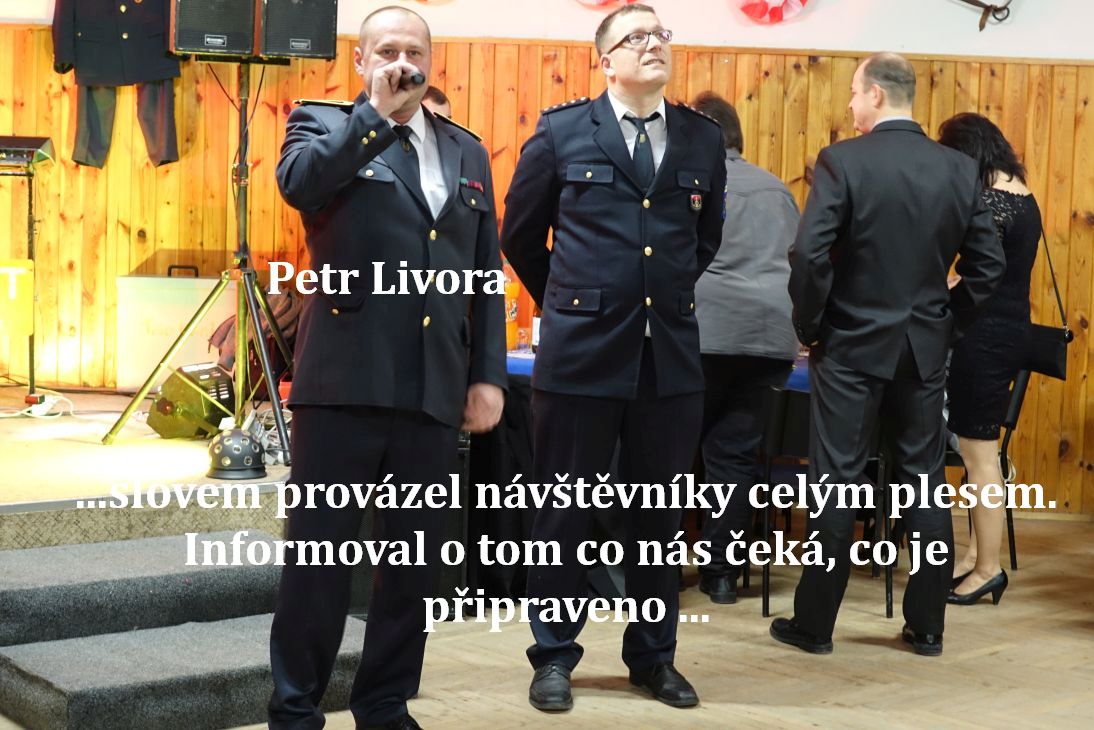 Petr Livora
...slovem provázel návštěvníky celým plesem.
Informoval o tom co nás čeká, co je
připraveno ...